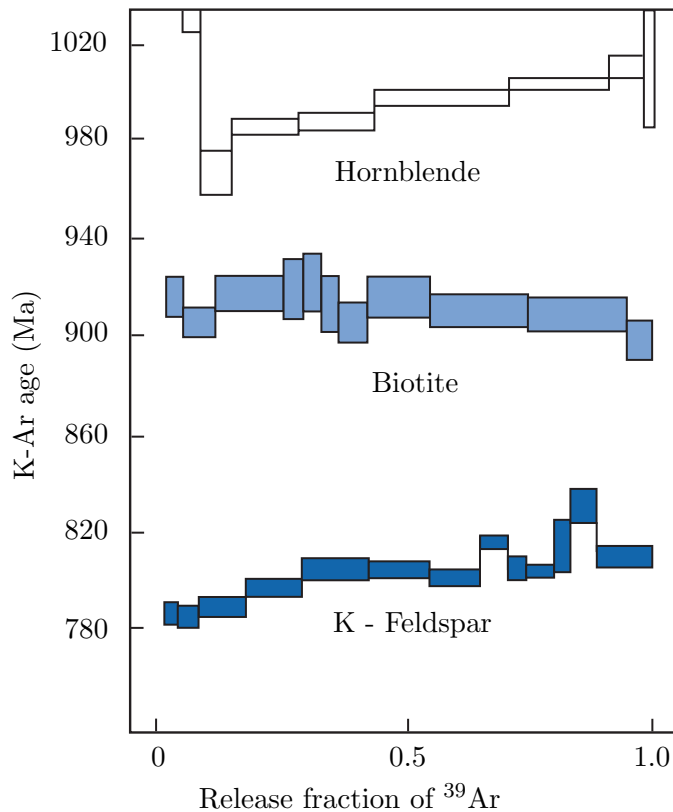 1020
980
Hornblende
940
900
Biotite
860
820
780
K - Feldspar
K-Ar age (Ma)
0
0.5
1.0
Release fraction of ³⁹Ar